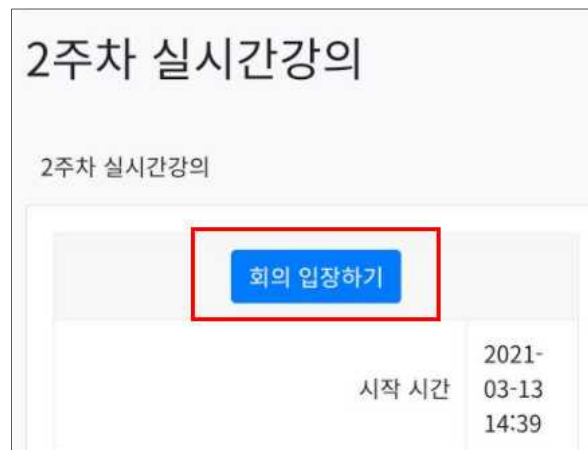 2주차 실시간강의
2주차 실시간강의
회의 입장하기
2021-
시작 시간 03-13
14:39